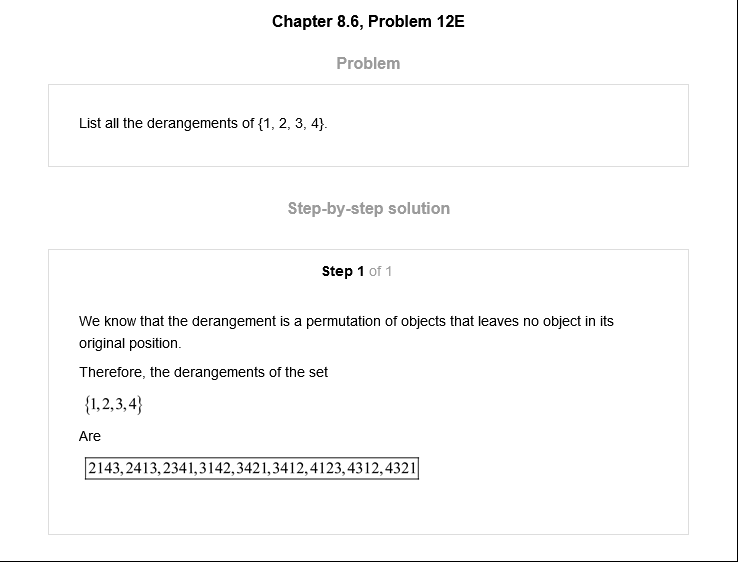 Chapter 8.6, Problem 12E
Problem
List all the derangements of {1, 2, 3, 4}.
Step-by-step solution
Step 1 of 1
We know that the derangement is a permutation of objects that leaves no object in its
original position.
Therefore, the derangements of the set
{1,2,3,4}
Are
2143,2413,2341,3142,3421,3412,4123,4312,4321